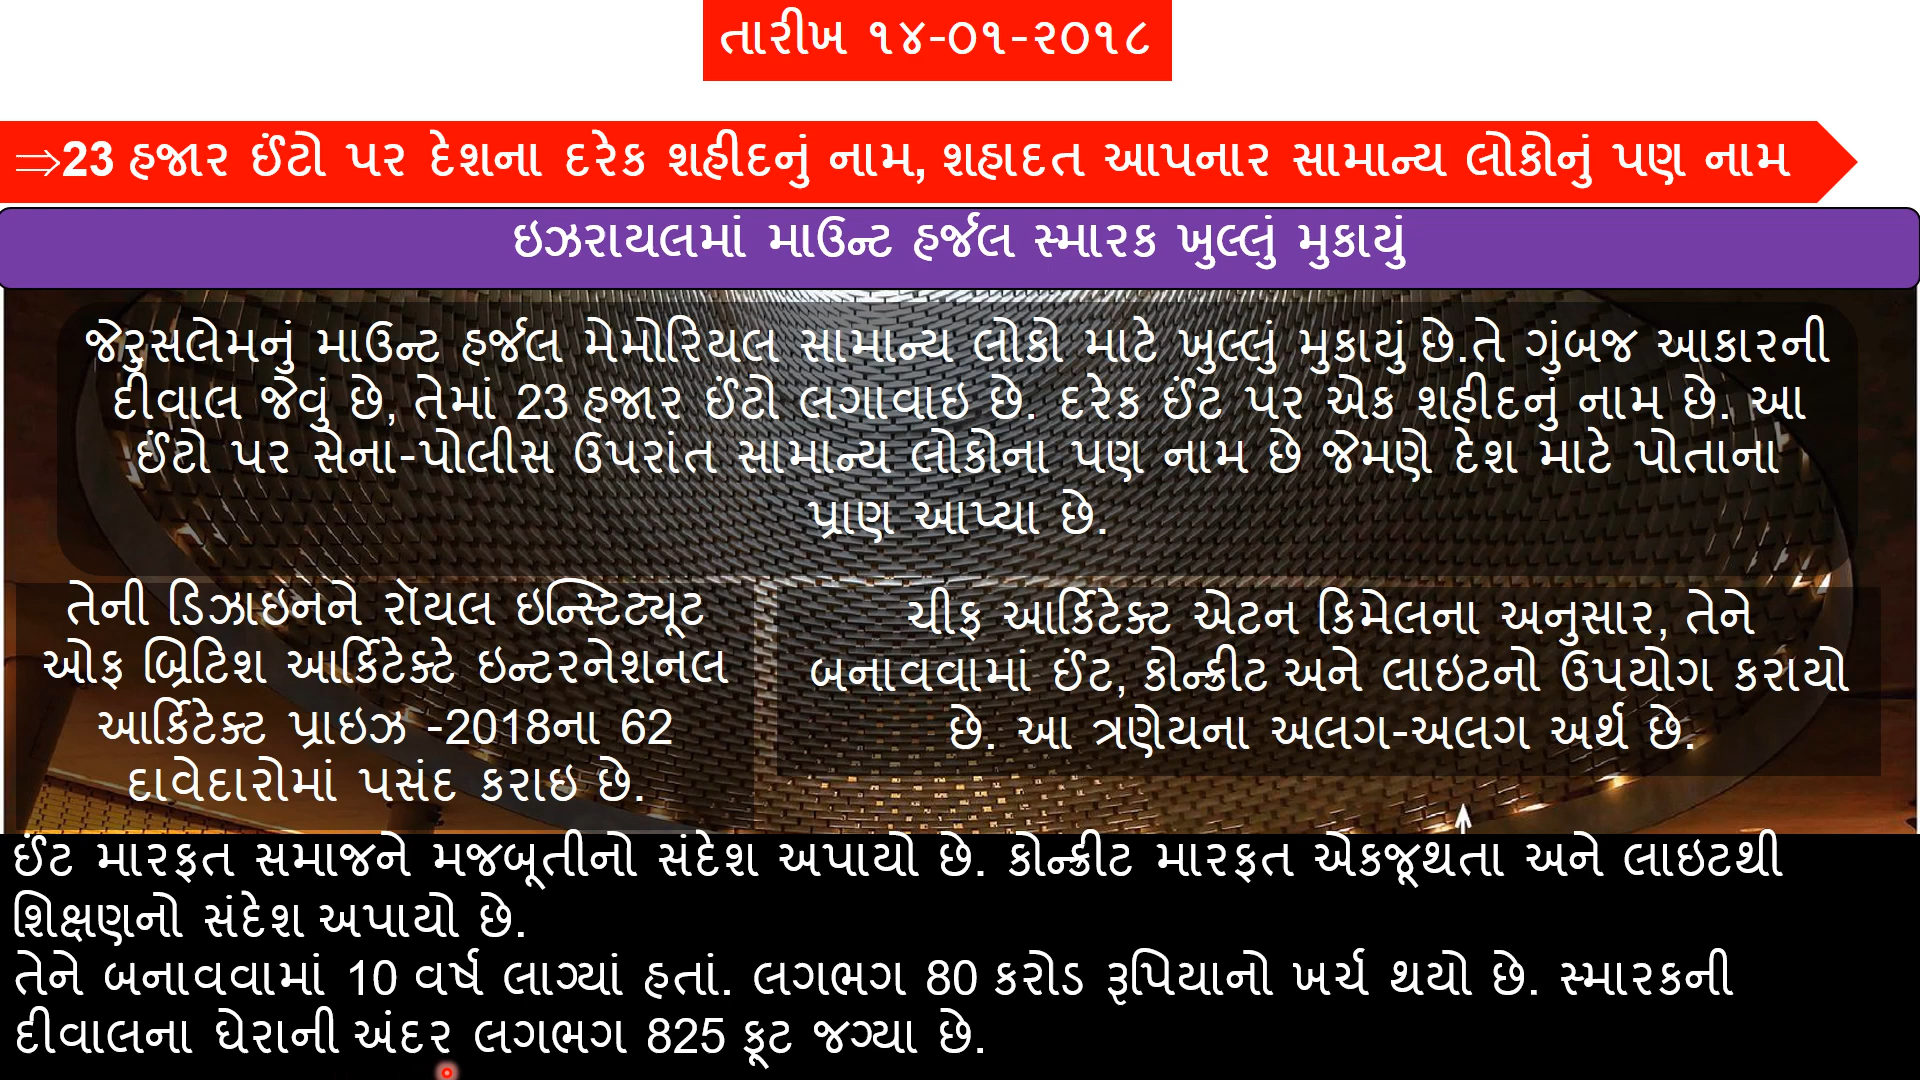 તારીખ ૧૪-૦૧-૨૦૧૮
⇒23 હજાર ઈંટો પર દેશના દરેક શહીદનું નામ, શહાદત આપનાર સામાન્ય લોકોનું પણ નામ
ઇઝરાયલમાં માઉન્ટ હર્જલ સ્મારક ખુલ્લું મુકાયું
જેરુસલેમનું માઉન્ટ હર્જલ મેમોરિયલ સામાન્ય લોકો માટે ખુલ્લું મુકાયું છે.તે ગુંબજ આકારની
દીવાલ જેવું છે, તેમાં 23 હજાર ઈંટો લગાવાઇ છે. દરેક ઈંટ પર એક શહીદનું નામ છે. આ
ઈંટો પર સેના-પોલીસ ઉપરાંત સામાન્ય લોકોના પણ નામ છે જેમણે દેશ માટે પોતાના
પ્રાણ આપ્યા છે.
તેની ડિઝાઇનને રૉયલ ઇન્સ્ટિટ્યૂટ
ઓફ બ્રિટિશ આર્કિટેક્ટે ઇન્ટરનેશનલ
આર્કિટેક્ટ પ્રાઇઝ -2018ના 62
દાવેદારોમાં પસંદ કરાઇ છે.
ચીફ આર્કિટેક્ટ એટન કિમેલના અનુસાર, તેને
બનાવવામાં ઈંટ, કોન્ક્રીટ અને લાઇટનો ઉપયોગ કરાયો
છે. આ ત્રણેયના અલગ-અલગ અર્થ છે.
ઈંટ મારફત સમાજને મજબૂતીનો સંદેશ અપાયો છે. કોન્ક્રીટ મારફત એકજૂથતા અને લાઇટથી
શિક્ષણનો સંદેશ અપાયો છે.
તેને બનાવવામાં 10 વર્ષ લાગ્યાં હતાં. લગભગ 80 કરોડ રૂપિયાનો ખર્ચ થયો છે. સ્મારકની
દીવાલના ઘેરાની અંદર લગભગ 825 ફૂટ જગ્યા છે.